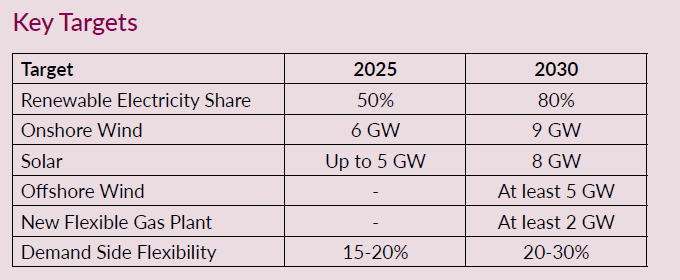 Key Targets
Target 2025 2030
Renewable Electricity Share 50% 80%
Onshore Wind 6 GW 9 GW
Solar Up to 5 GW 8 GW
Offshore Wind - At least 5 GW
New Flexible Gas Plant - At least 2 GW
Demand Side Flexibility 15-20% 20-30%